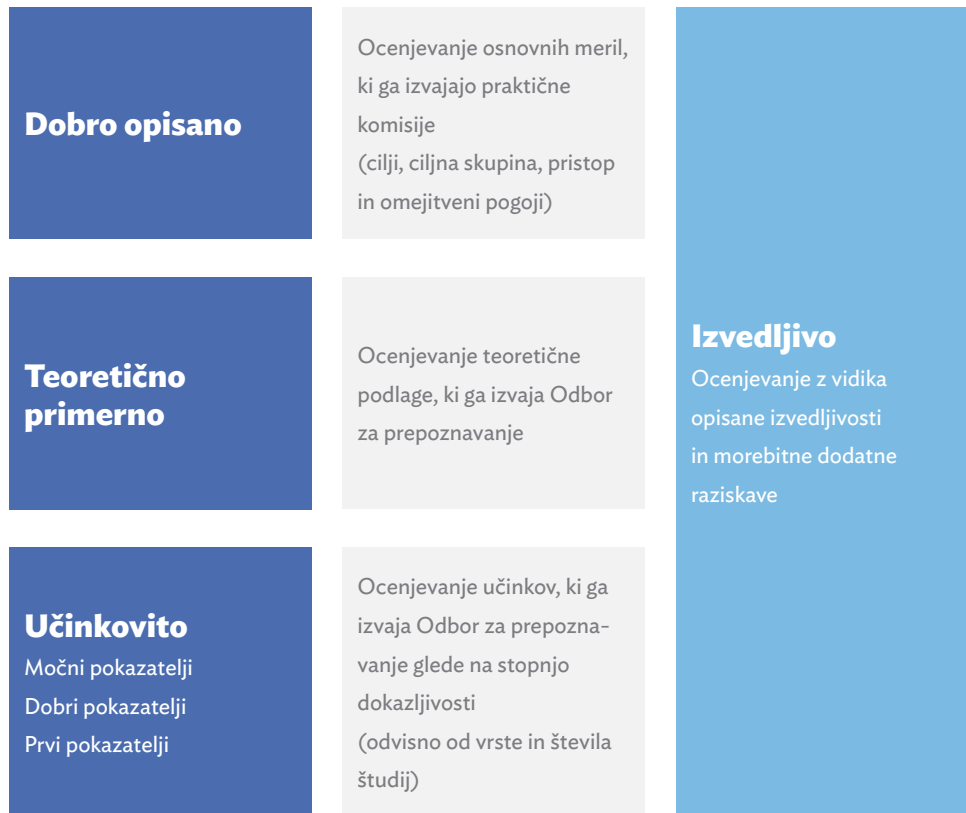 Dobro opisano
Ocenjevanje osnovnih meril,
ki ga izvajajo praktične
komisije
(cilji, ciljna skupina, pristop
in omejitveni pogoji)
Teoretično
primerno
Ocenjevanje teoretične
podlage, ki ga izvaja Odbor
za prepoznavanje
Učinkovito
Močni pokazatelji
Dobri pokazatelji
Prvi pokazatelji
Ocenjevanje učinkov, ki ga
izvaja Odbor za prepozna-
vanje glede na stopnjo
dokazljivosti
(odvisno od vrste in števila
študij)
Izvedljivo
Ocenjevanje z vidika
opisane izvedljivosti
in morebitne dodatne
raziskave